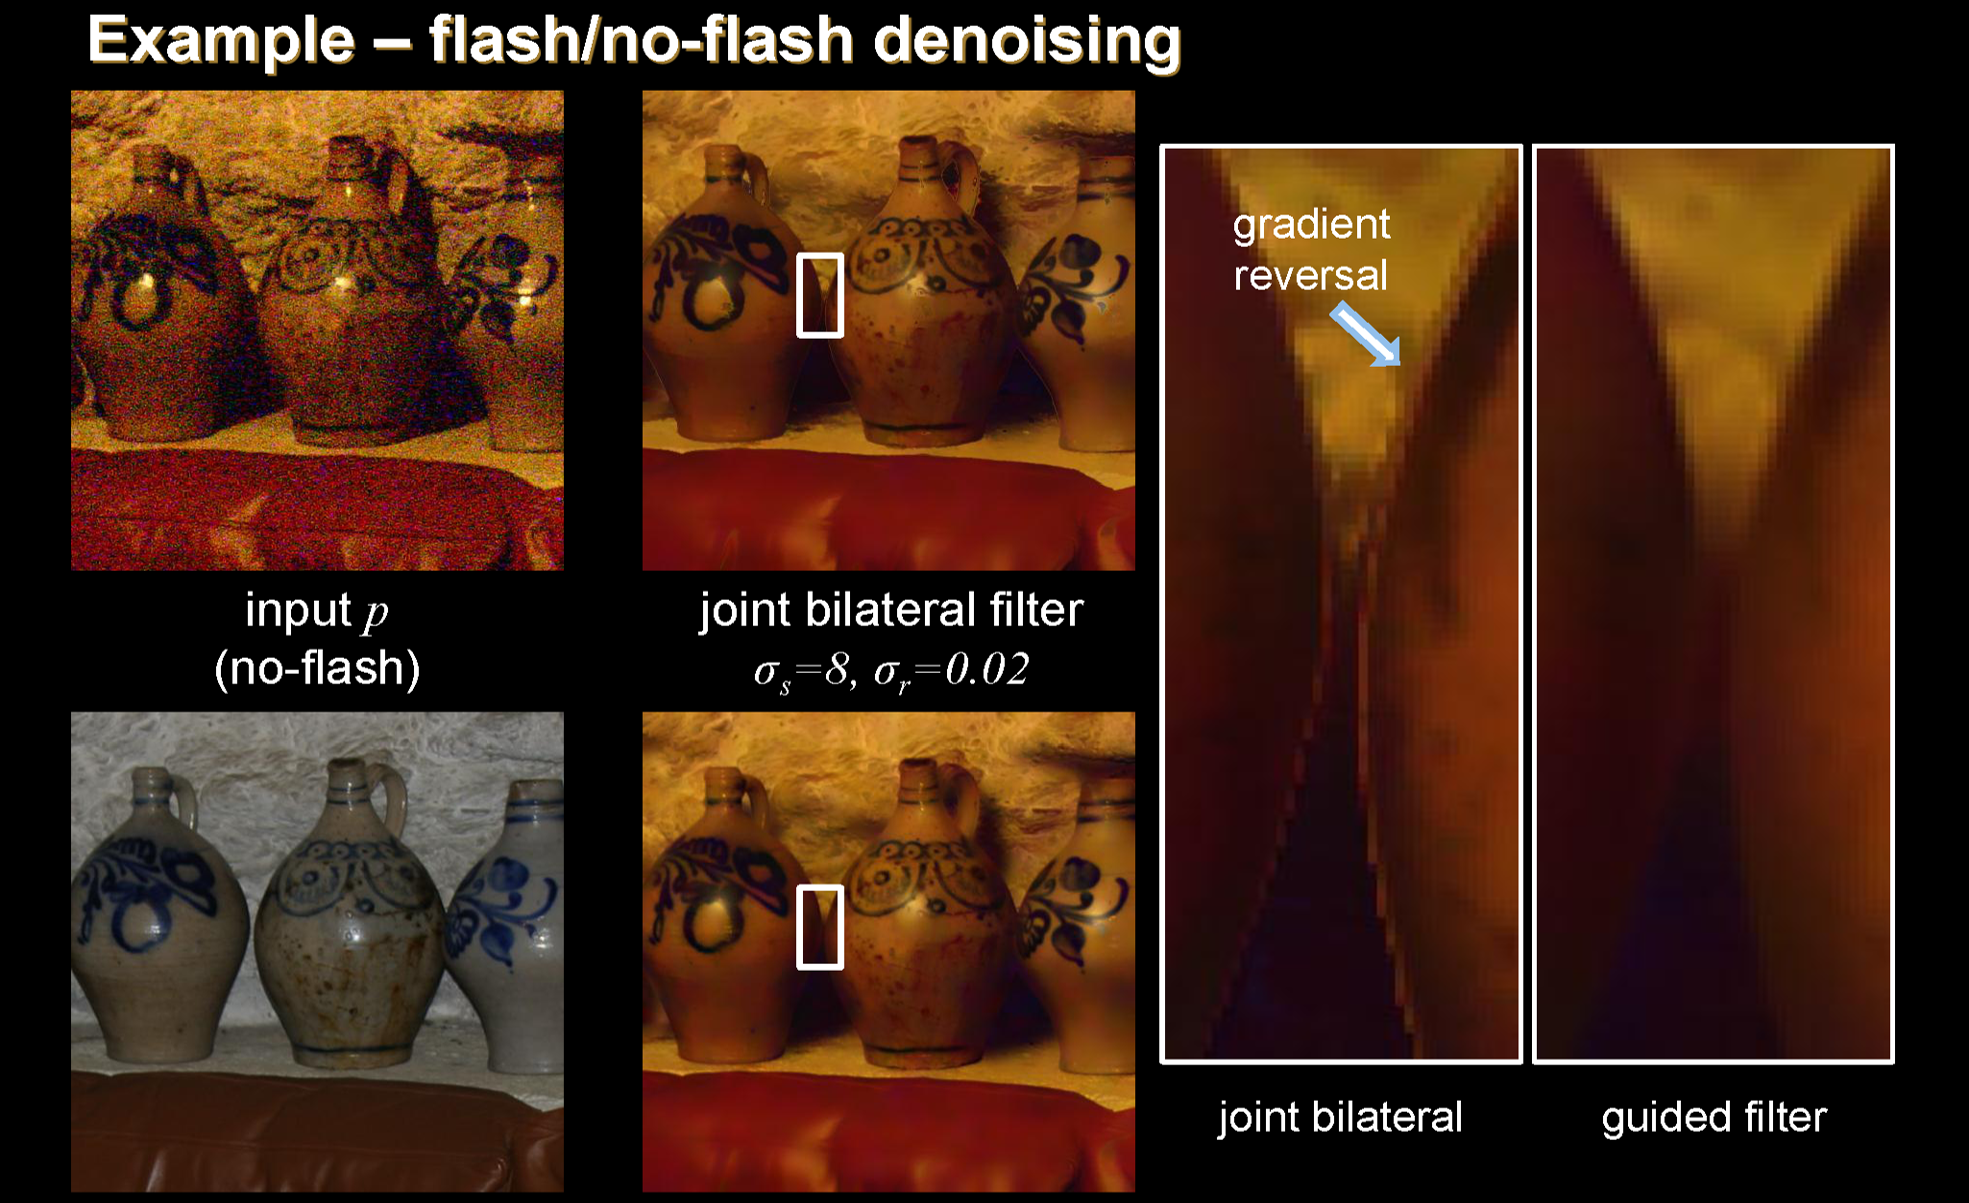 Example – flash/no-flash denoising
gradient
reversal
input p
(no-flash)
joint bilateral filter
σs=8, σr=0.02
joint bilateral
guided filter